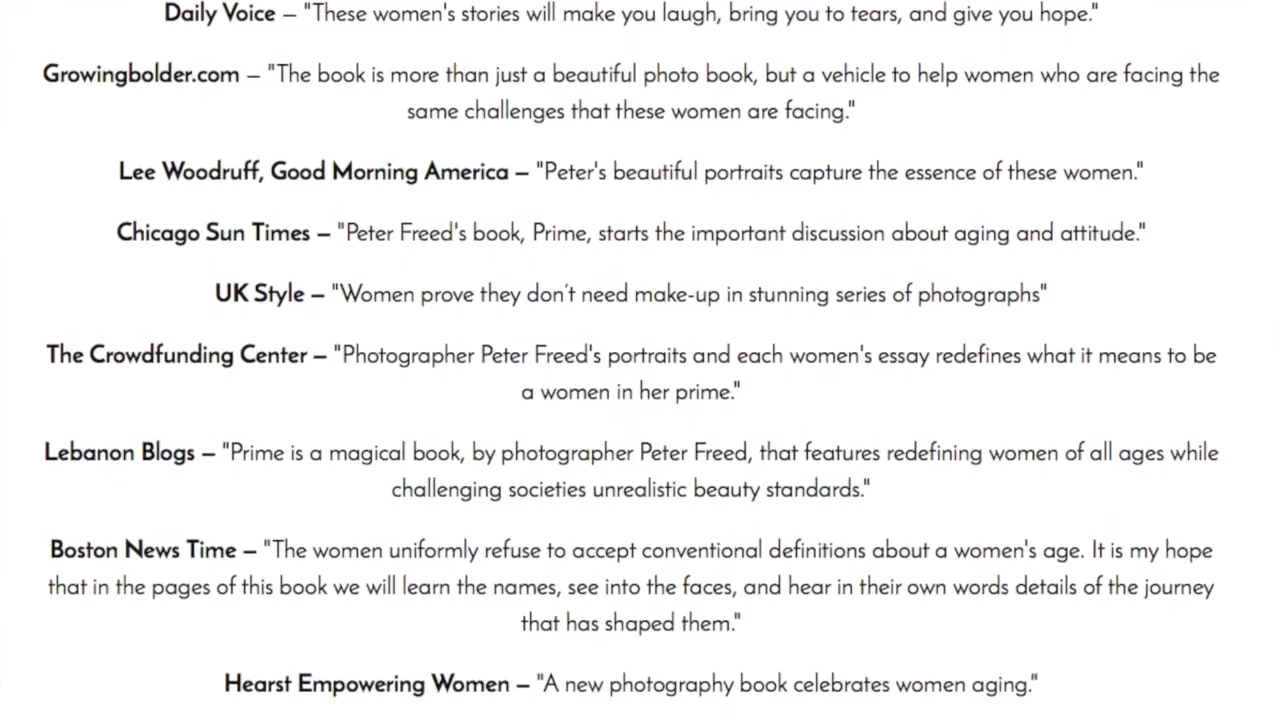 Daily Voice – "These women's stories will make you laugh, bring you to tears, and give you hope."
Growingbolder.com – "The book is more than just a beautiful photo book, but a vehicle to help women who are facing the
same challenges that these women are facing."
Lee Woodruff, Good Morning America – "Peter's beautiful portraits capture the essence of these women."
Chicago Sun Times – "Peter Freed's book, Prime, starts the important discussion about aging and attitude."
UK Style – "Women prove they don't need make-up in stunning series of photographs"
The Crowdfunding Center – "Photographer Peter Freed's portraits and each women's essay redefines what it means to be
a women in her prime."
Lebanon Blogs – "Prime is a magical book, by photographer Peter Freed, that features redefining women of all ages while
challenging societies unrealistic beauty standards."
Boston News Time – "The women uniformly refuse to accept conventional definitions about a women's age. It is my hope
that in the pages of this book we will learn the names, see into the faces, and hear in their own words details of the journey
that has shaped them."
Hearst Empowering Women – "A new photography book celebrates women aging."